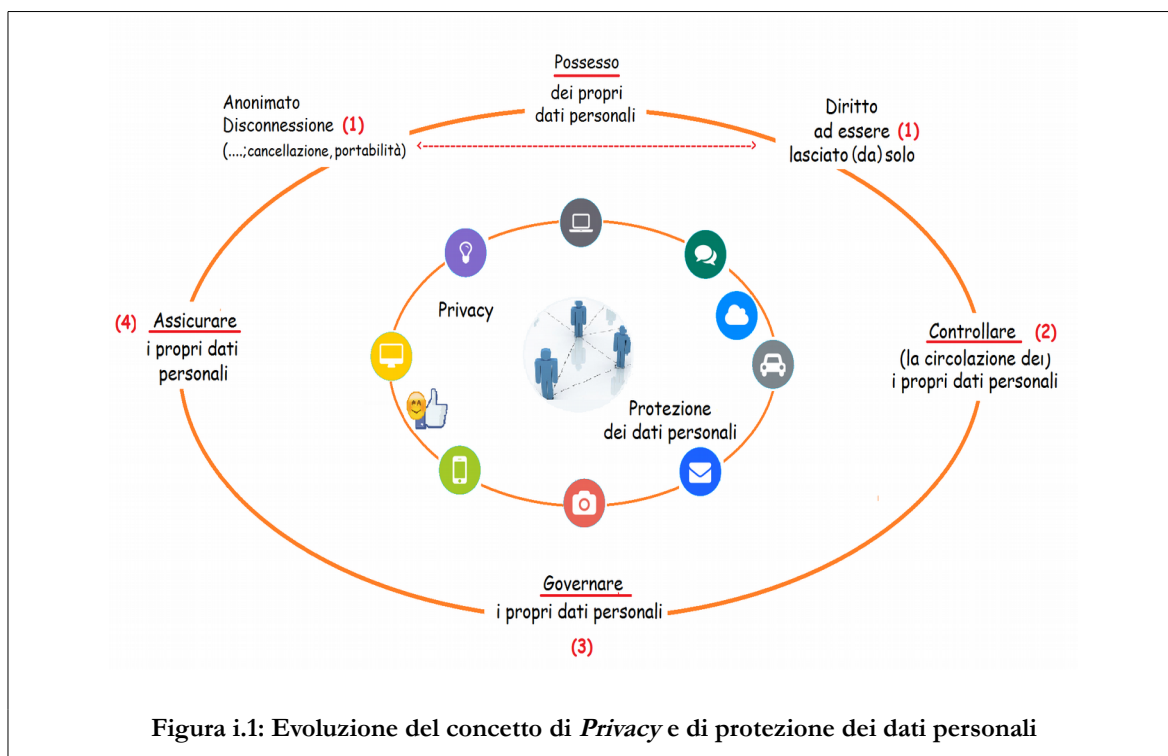 Possesso
dei propri
dati personali
Anonimato
Disconnessione (1)
(....;cancellazione, portabilità)
Diritto
ad essere (1)
lasciato (da) solo
Privacy
(4) Assicurare
i propri dati
personali
Controllare (2)
(la circolazione dei)
i propri dati personali
Protezione
dei dati personali
Governare
i propri dati personali
(3)
Figura i.1: Evoluzione del concetto di Privacy e di protezione dei dati personali